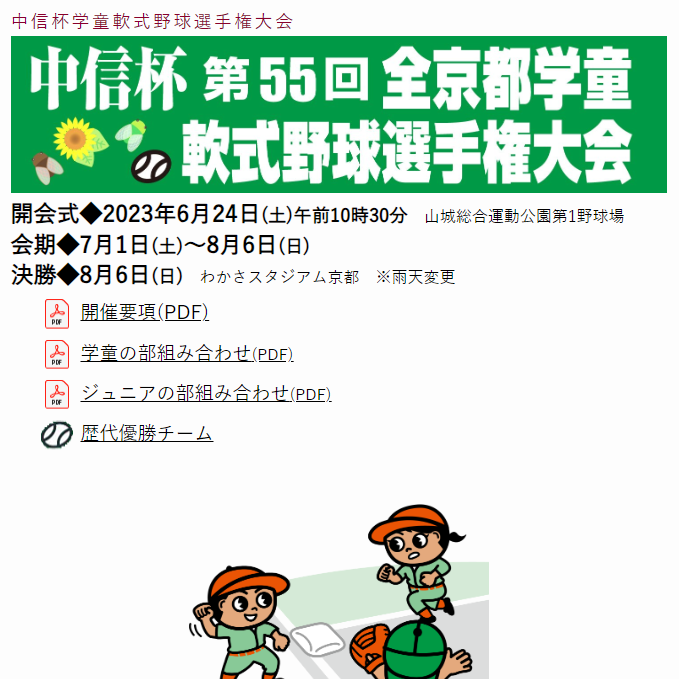 中信杯学童軟式野球選手権大会
中信杯 第55回 全京都学童
軟式野球選手権大会
開会式◆2023年6月24日(土)午前10時30分　山城総合運動公園第1野球場
会期◆7月1日(土)〜8月6日(日)
決勝◆8月6日(日)　わかさスタジアム京都　※雨天変更
PDF 開催要項(PDF)
PDF 学童の部組み合わせ(PDF)
PDF ジュニアの部組み合わせ(PDF)
歴代優勝チーム